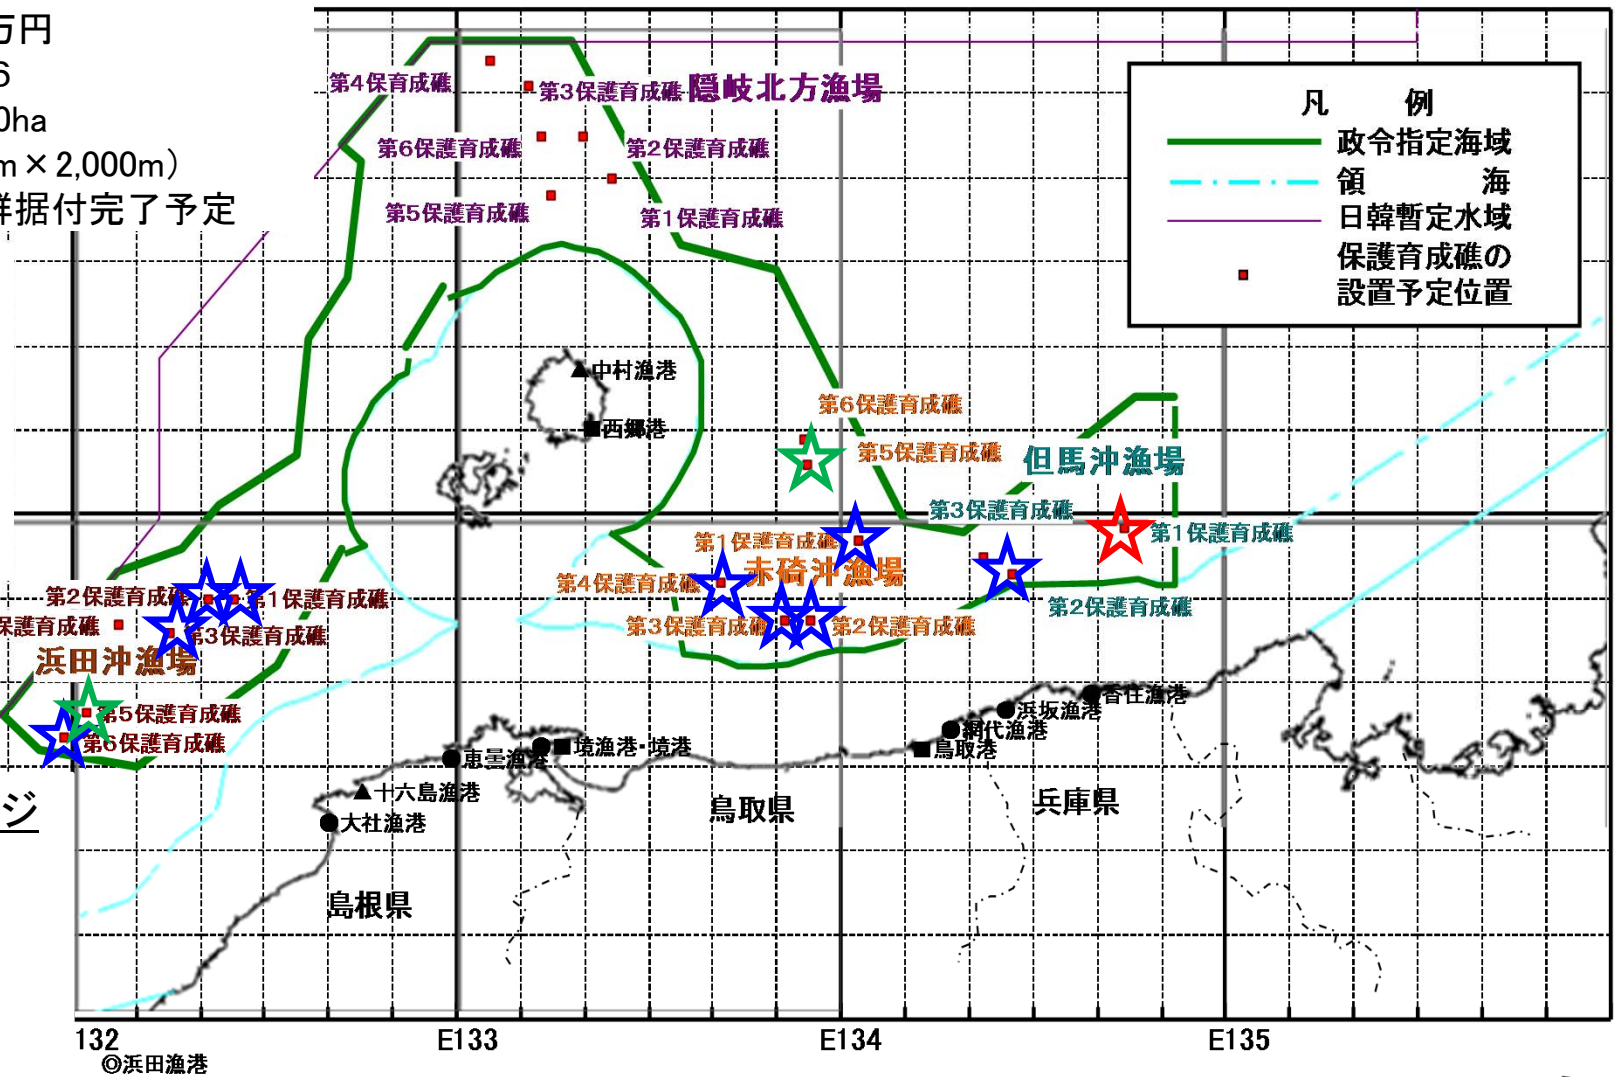 万円
6
0ha
m×2,000m）
群据付完了予定
第4保育成礁
第3保護育成礁
隠岐北方漁場
第6保護育成礁
第2保護育成礁
第5保護育成礁
第1保護育成礁
凡　例
政令指定海域
領　海
日韓暫定水域
保護育成礁の
設置予定位置
中村漁港
西郷港
第6保護育成礁
第5保護育成礁
但馬沖漁場
第3保護育成礁
第1保護育成礁
第2保護育成礁
第1保護育成礁
赤碕沖漁場
第4保護育成礁
第3保護育成礁
第2保護育成礁
第2保護育成礁
第1保護育成礁
保護育成礁
第3保護育成礁
浜田沖漁場
第5保護育成礁
第6保護育成礁
香住漁港
浜坂漁港
網代漁港
鳥取港
恵曇漁港
境漁港・境港
十六島漁港
大社漁港
ジ
鳥取県
兵庫県
島根県
132
E133
E134
E135
◎浜田漁港